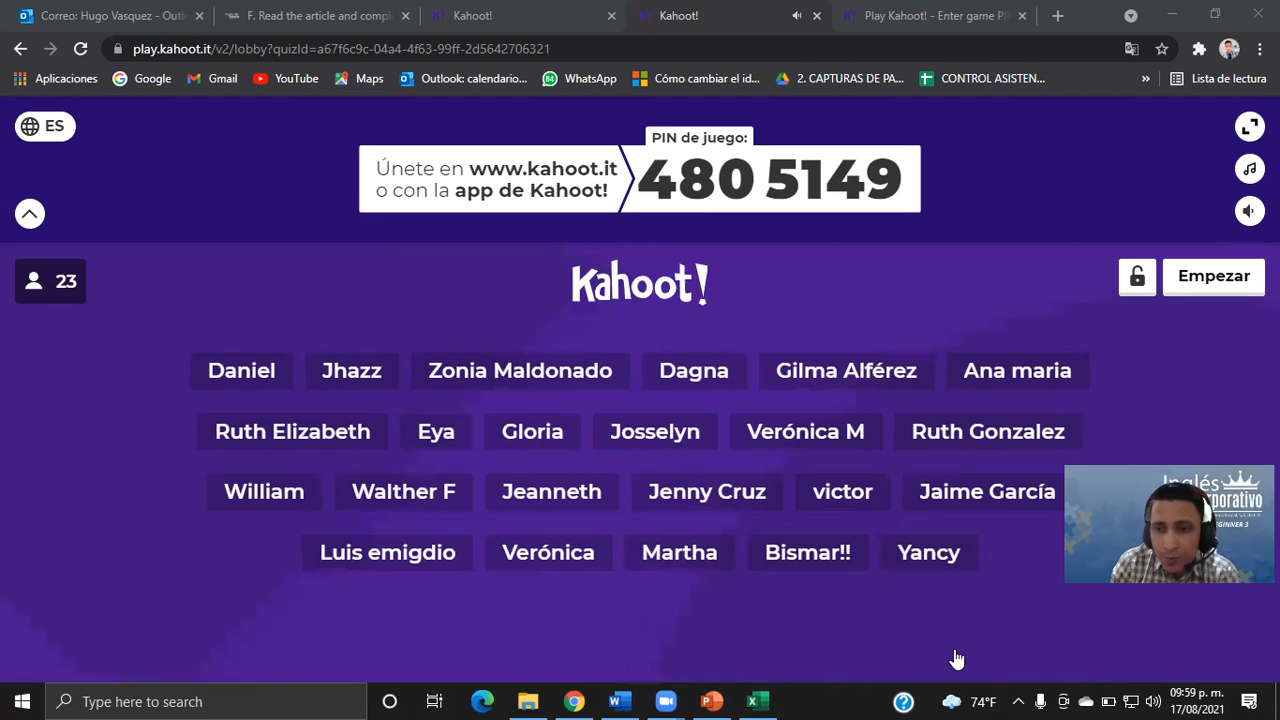 Correo: Hugo Vasquez - Outl
F. Read the article and compl
Kahoot!
Kahoot!
Play Kahoot! - Enter game PI
play.kahoot.it/v2/lobby?quizId=a67f6c9c-04a4-4f63-99ff-2d5642706321
Aplicaciones
Google
Gmail
YouTube
Maps
Outlook: calendario...
84
WhatsApp
Cómo cambiar el id...
2. CAPTURAS DE PA...
CONTROL ASISTEN...
»
Lista de lectura
ES
PIN de juego:
Únete en www.kahoot.it
o con la app de Kahoot!
480 5149
23
Kahoot!
Empezar
Daniel Jhazz Zonia Maldonado Dagna Gilma Alférez Ana maria
Ruth Elizabeth Eya Gloria Josselyn Verónica M Ruth Gonzalez
William Walther F Jeanneth Jenny Cruz victor Jaime García
Luis emigdio Verónica Martha Bismar!! Yancy
Inglés
porativo
EGINNER 3
Type here to search
74°F
09:59 p. m.
17/08/2021